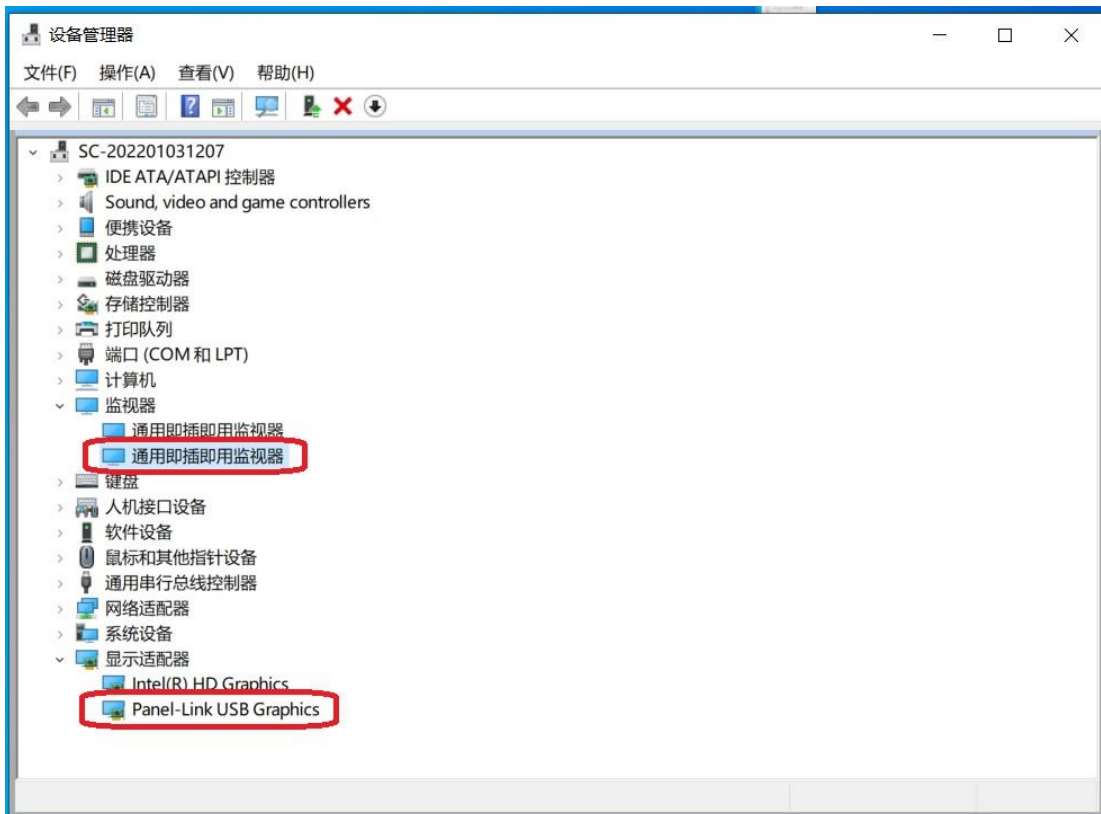 设备管理器
文件(F) 操作(A) 查看(V) 帮助(H)
SC-202201031207
IDE ATA/ATAPI 控制器
Sound, video and game controllers
便携设备
处理器
磁盘驱动器
存储控制器
打印队列
端口 (COM 和 LPT)
计算机
监视器
通用即插即用监视器
通用即插即用监视器
键盘
人机接口设备
软件设备
鼠标和其他指针设备
通用串行总线控制器
网络适配器
系统设备
显示适配器
Intel(R) HD Graphics
Panel-Link USB Graphics